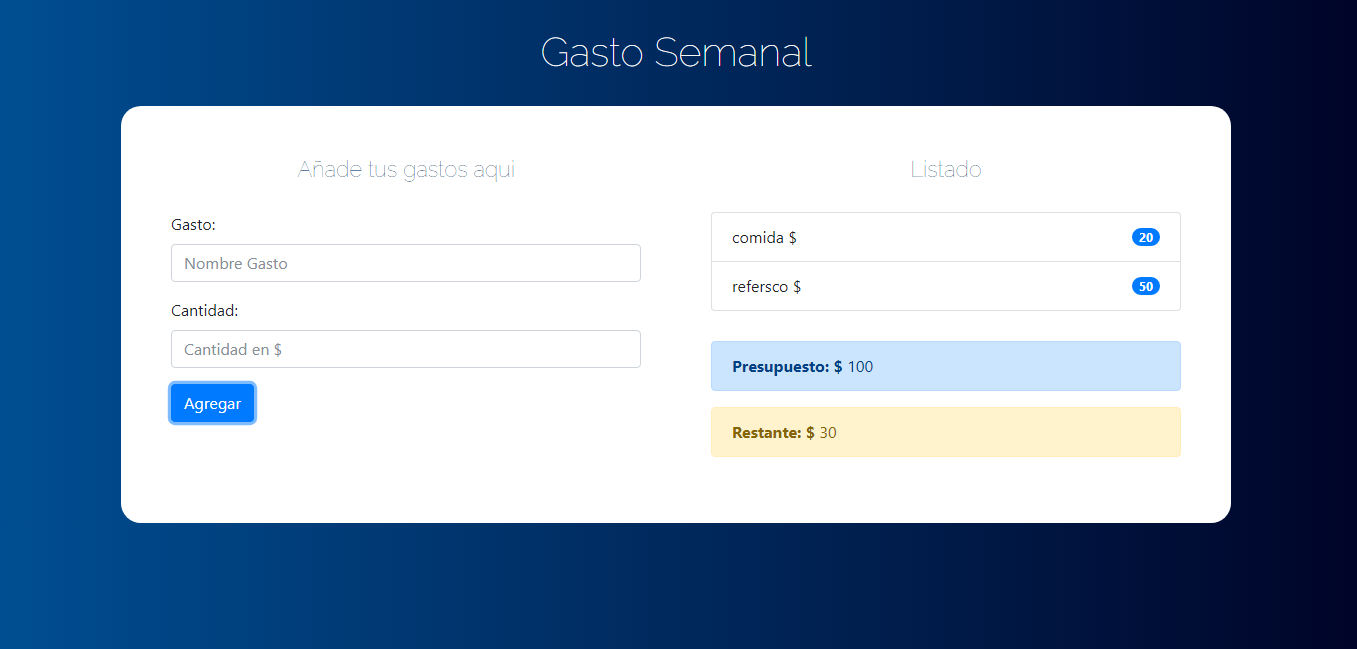 Gasto Semanal
Añade tus gastos aqui
Gasto:
Nombre Gasto
Cantidad:
Cantidad en $
Agregar
Listado
comida $ 20
refersco $ 50
Presupuesto: $ 100
Restante: $ 30